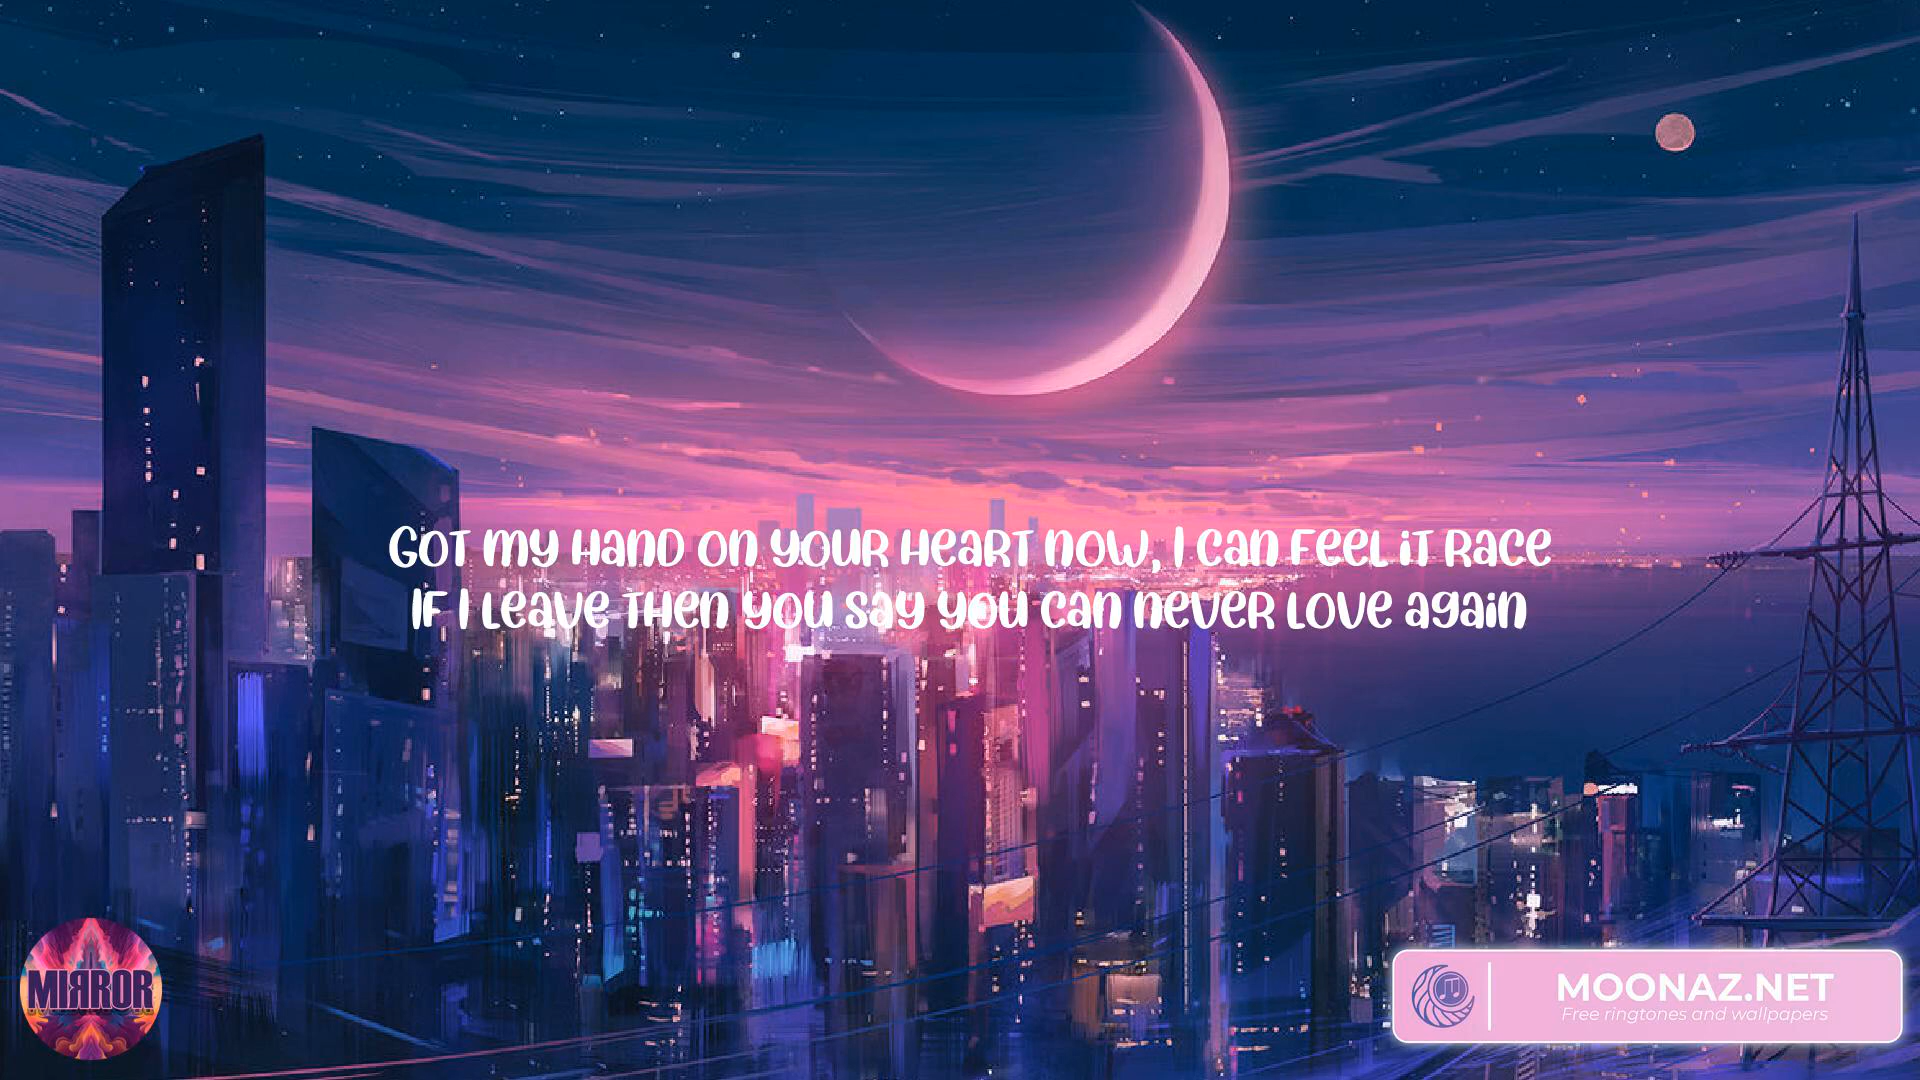 Got my hand on your heart now, I can feel it race
If I leave then you say you can never love again
MIRROR
MOONAZ.NET
Free ringtones and wallpapers